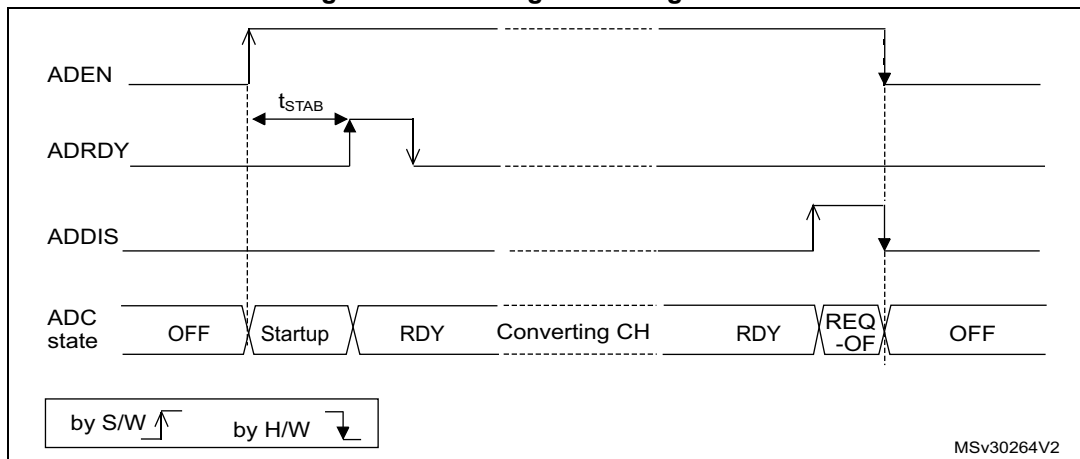 ADEN
tSTAB
ADRDY
ADDIS
ADC
state
OFF
Startup
RDY
Converting CH
RDY
REQ
-OF
OFF
by S/W
by H/W
MSv30264V2